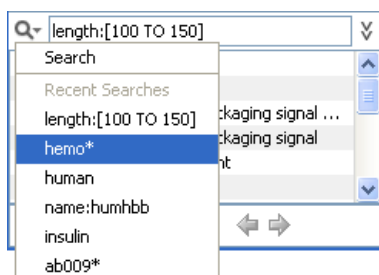 length:[100 TO 150]
Search
Recent Searches
length:[100 TO 150]
hemo*
human
name:humhbb
insulin
ab009*
ckaging signal ...
ckaging signal